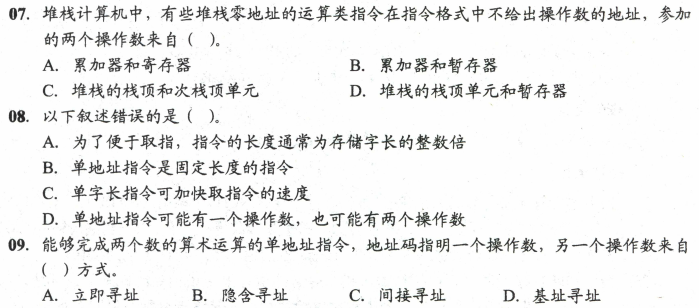 07. 堆栈计算机中，有些堆栈零地址的运算类指令在指令格式中不给出操作数的地址，参加
的两个操作数来自（ ）。
A. 累加器和寄存器 B. 累加器和暂存器
C. 堆栈的栈顶和次栈顶单元 D. 堆栈的栈顶单元和暂存器
08. 以下叙述错误的是（ ）。
A. 为了便于取指，指令的长度通常为存储字长的整数倍
B. 单地址指令是固定长度的指令
C. 单字长指令可加快取指令的速度
D. 单地址指令可能有一个操作数，也可能有两个操作数
09. 能够完成两个数的算术运算的单地址指令，地址码指明一个操作数，另一个操作数来自
（ ）方式。
A. 立即寻址 B. 隐含寻址 C. 间接寻址 D. 基址寻址